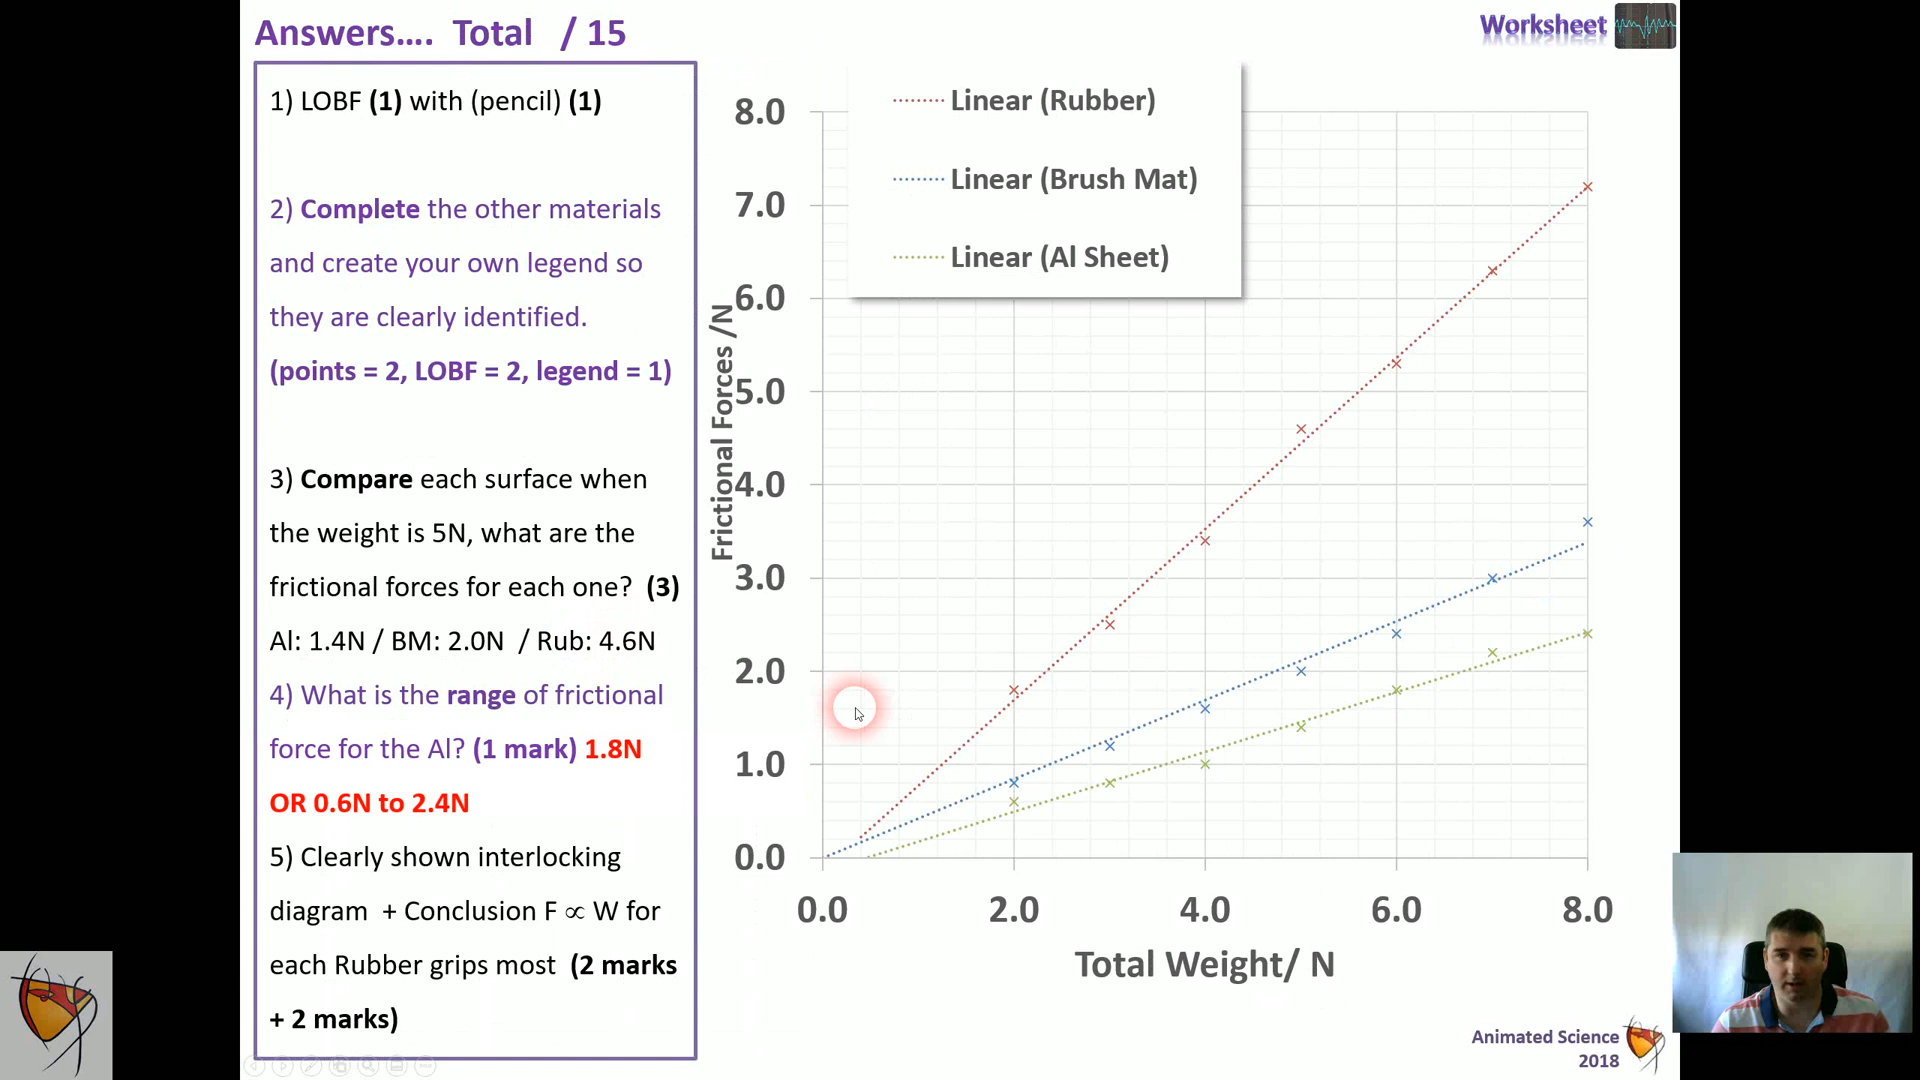 Answers…. Total / 15
Worksheet
1) LOBF (1) with (pencil) (1)
2) Complete the other materials
and create your own legend so
they are clearly identified.
(points = 2, LOBF = 2, legend = 1)
3) Compare each surface when
the weight is 5N, what are the
frictional forces for each one? (3)
Al: 1.4N / BM: 2.0N / Rub: 4.6N
4) What is the range of frictional
force for the Al? (1 mark) 1.8N
OR 0.6N to 2.4N
5) Clearly shown interlocking
diagram + Conclusion F ∝ W for
each Rubber grips most (2 marks
+ 2 marks)
Linear (Rubber)
Linear (Brush Mat)
Linear (Al Sheet)
Frictional Forces /N
8.0
7.0
6.0
5.0
4.0
3.0
2.0
1.0
0.0
0.0 2.0 4.0 6.0 8.0
Total Weight/ N
Animated Science
2018